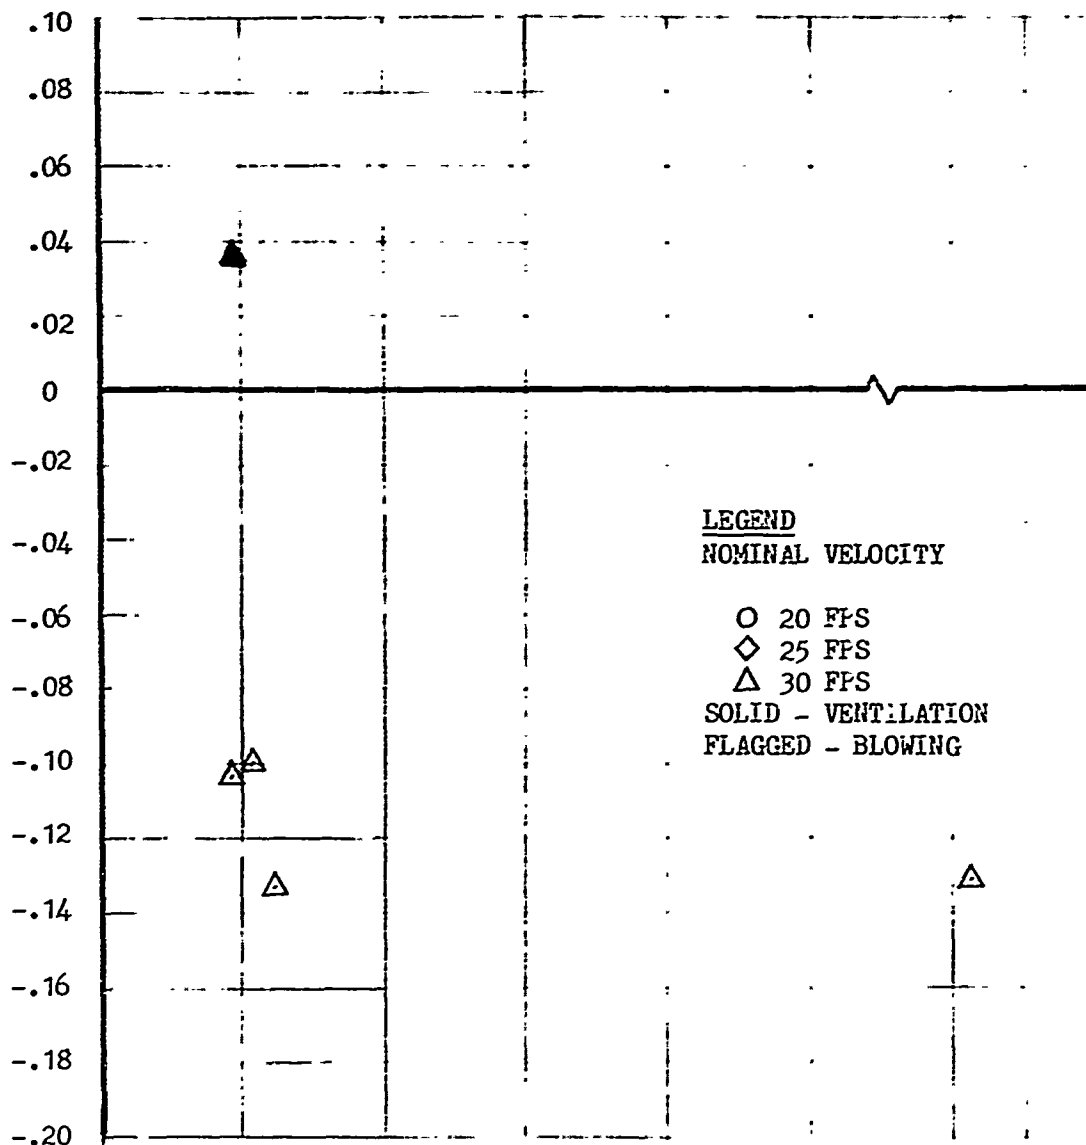 .10
.08
.06
.04
.02
0
-.02
-.04
-.06
-.08
-.10
-.12
-.14
-.16
-.18
-.20
LEGEND
NOMINAL VELOCITY
20 FPS
25 FPS
30 FPS
SOLID - VENTILATION
FLAGGED - BLOWING